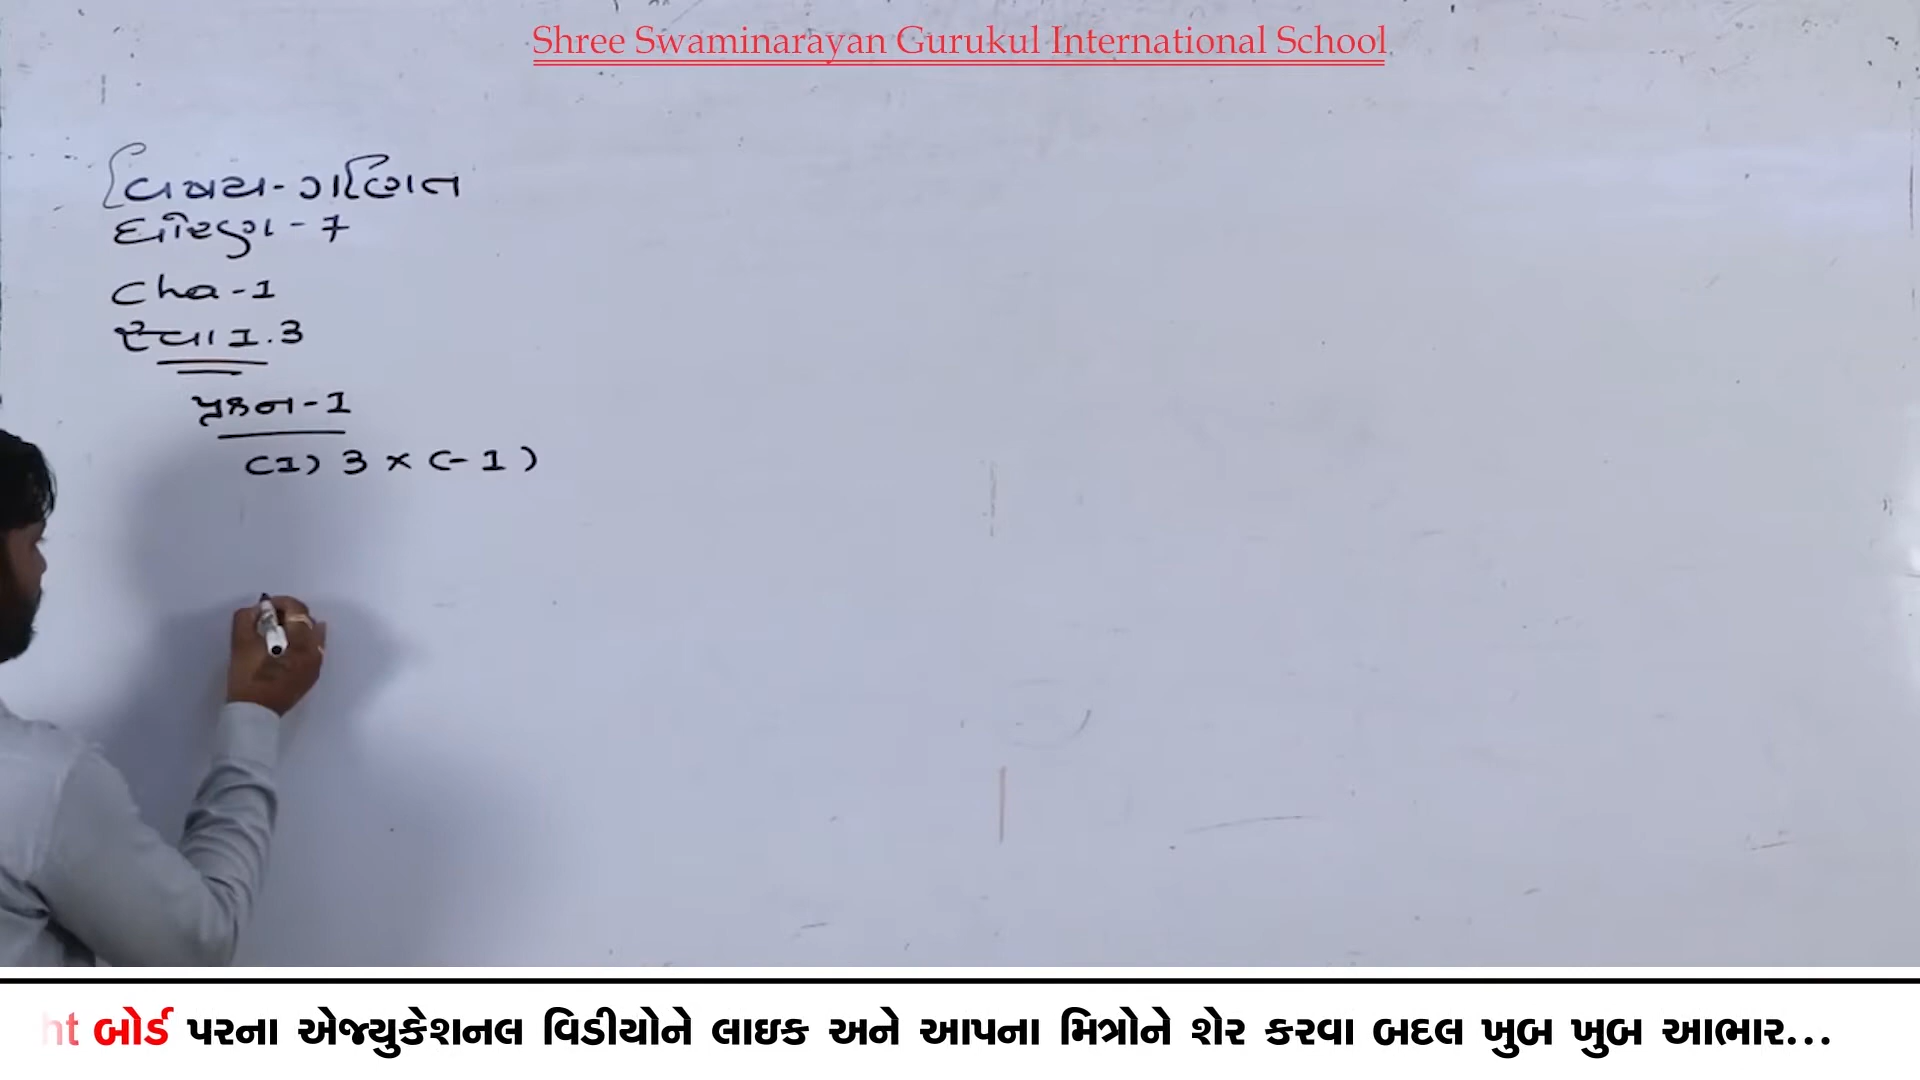 Shree Swaminarayan Gurukul International School
વિષય - ગણિત
ધોરણ - 7
Cha - 1
સ્વા 1.3
પ્રશ્ન - 1
(1) 3 × (-1)
ht બોર્ડ પરના એજ્યુકેશનલ વિડીયોને લાઇક અને આપના મિત્રોને શેર કરવા બદલ ખુબ ખુબ આભાર...